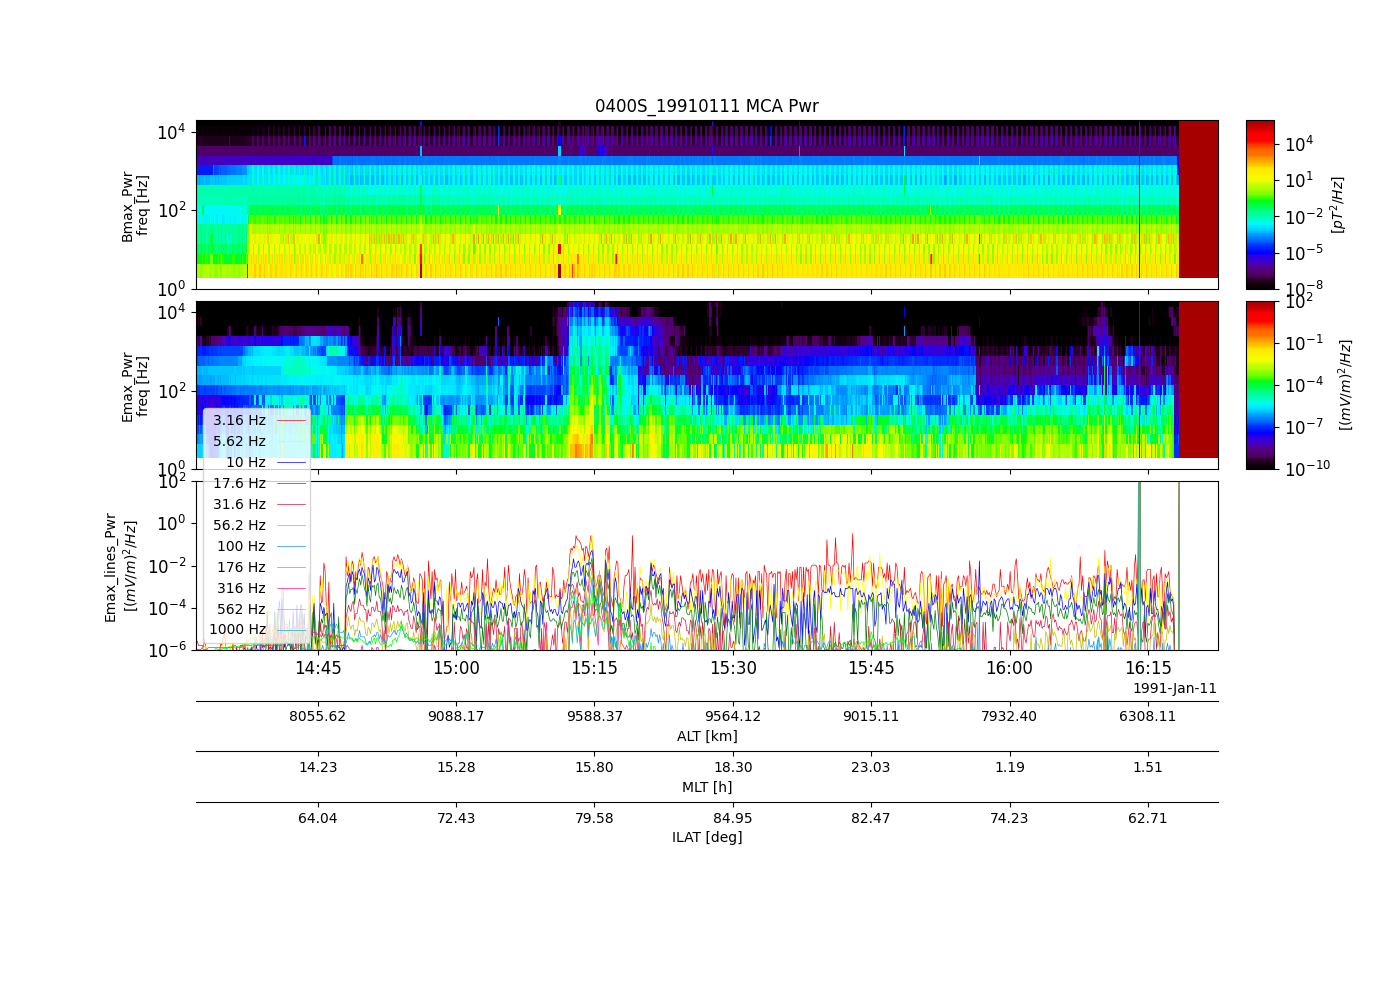 0400S_19910111 MCA Pwr
10^4
10^2
10^0
Bmax_Pwr
freq [Hz]
10^4
10^1
10^−2
10^−5
10^−8
[pT^2/Hz]
10^4
10^2
10^0
Emax_Pwr
freq [Hz]
10^2
10^−1
10^−4
10^−7
10^−10
[(mV/m)^2/Hz]
3.16 Hz
5.62 Hz
10 Hz
17.6 Hz
31.6 Hz
56.2 Hz
100 Hz
176 Hz
316 Hz
562 Hz
1000 Hz
10^2
10^0
10^−2
10^−4
10^−6
Emax_lines_Pwr
[(mV/m)^2/Hz]
14:45 15:00 15:15 15:30 15:45 16:00 16:15
1991-Jan-11
8055.62 9088.17 9588.37 9564.12 9015.11 7932.40 6308.11
ALT [km]
14.23 15.28 15.80 18.30 23.03 1.19 1.51
MLT [h]
64.04 72.43 79.58 84.95 82.47 74.23 62.71
ILAT [deg]